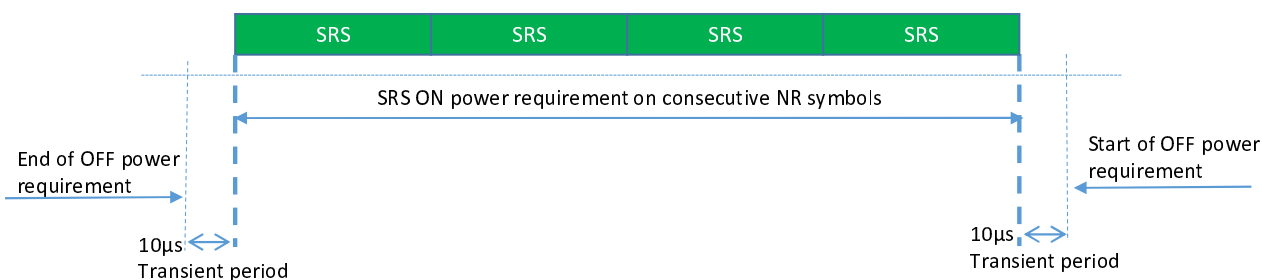 SRS SRS SRS SRS
SRS ON power requirement on consecutive NR symbols
End of OFF power
requirement
Start of OFF power
requirement
10µs
Transient period
10µs
Transient period